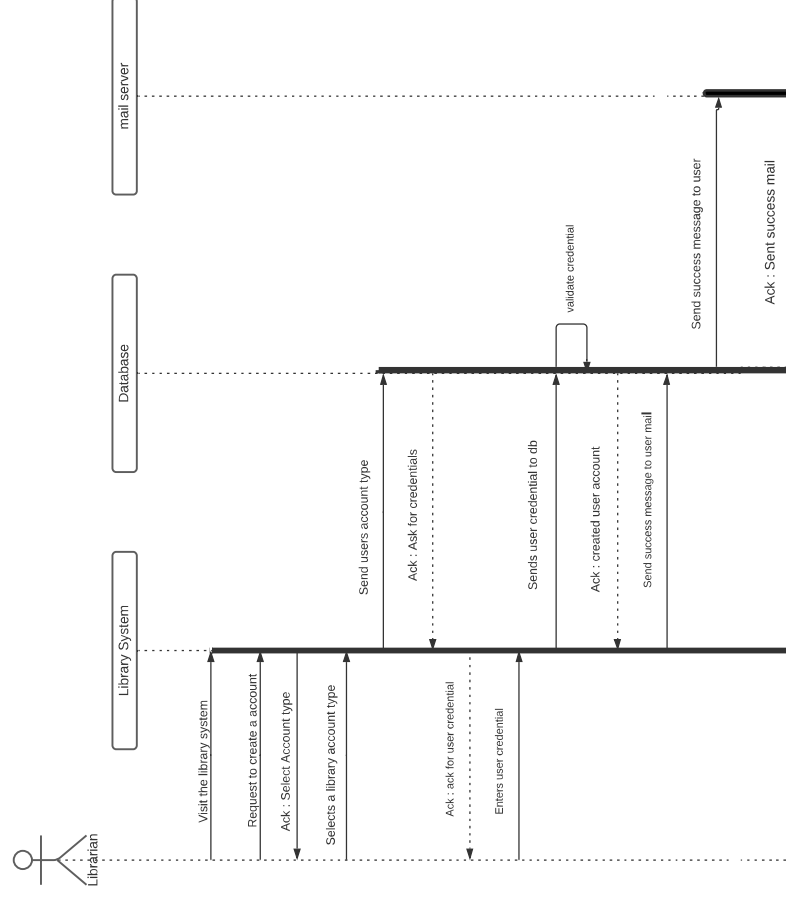 Librarian
Library System
Database
mail server
Visit the library system
Request to create a account
Ack : Select Account type
Selects a library account type
Send users account type
Ack : Ask for credentials
Ack : ack for user credential
Enters user credential
Sends user credential to db
validate credential
Ack : created user account
Send success message to user mail
Send success message to user
Ack : Sent success mail